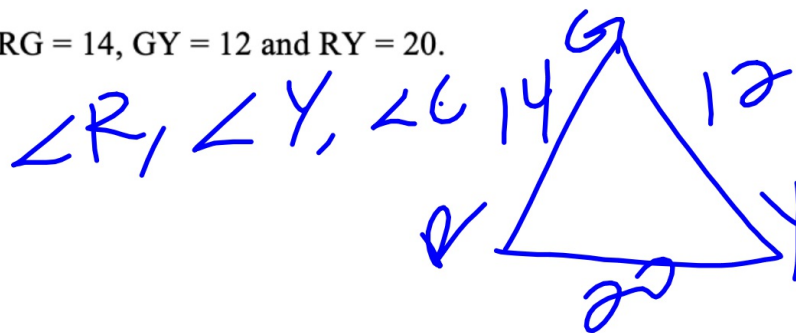 RG = 14, GY = 12 and RY = 20.
G
∠R, ∠Y, ∠G 14 12
R Y
20